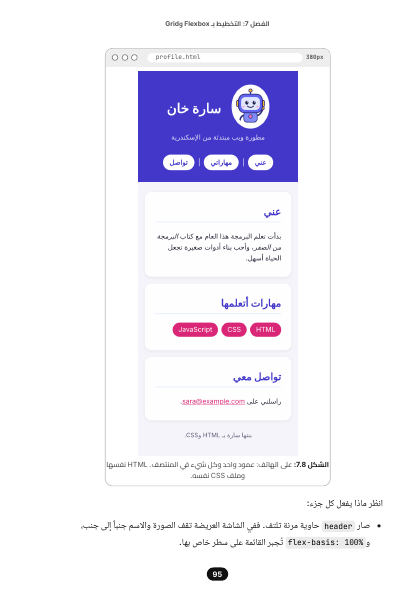 الفصل 7: التخطيط بـ Flexbox وGrid
profile.html
380px
سارة خان
مطورة ويب مبتدئة من الإسكندرية
عني | مهاراتي | تواصل
عني
بدأت تعلم البرمجة هذا العام مع كتاب البرمجة
من الصفر، وأحب بناء أدوات صغيرة تجعل
الحياة أسهل.
مهارات أتعلمها
HTML CSS JavaScript
تواصل معي
راسلني على sara@example.com.
بنتها سارة بـ HTML وCSS.
الشكل 7.8: على الهاتف: عمود واحد وكل شيء في المنتصف. HTML نفسها
وملف CSS نفسه.
انظر ماذا يفعل كل جزء:
• صار header حاوية مرنة تلتف. ففي الشاشة العريضة تقف الصورة والاسم جنباً إلى جنب،
و flex-basis: 100% تُجبر القائمة على سطر خاص بها.
95